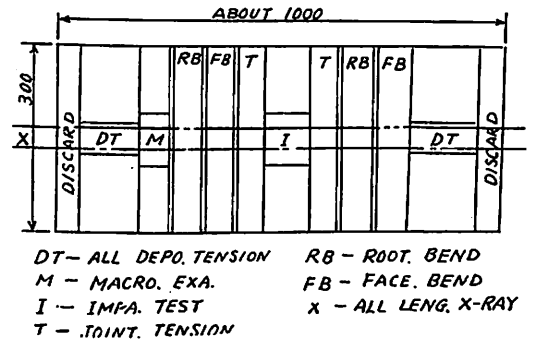 ABOUT 1000
300
X
DISCARD DT M RB FB T I T RB FB DT DISCARD
DT - ALL DEPO. TENSION
M - MACRO. EXA.
I - IMPA. TEST
T - JOINT. TENSION
RB - ROOT. BEND
FB - FACE. BEND
X - ALL LENG. X-RAY